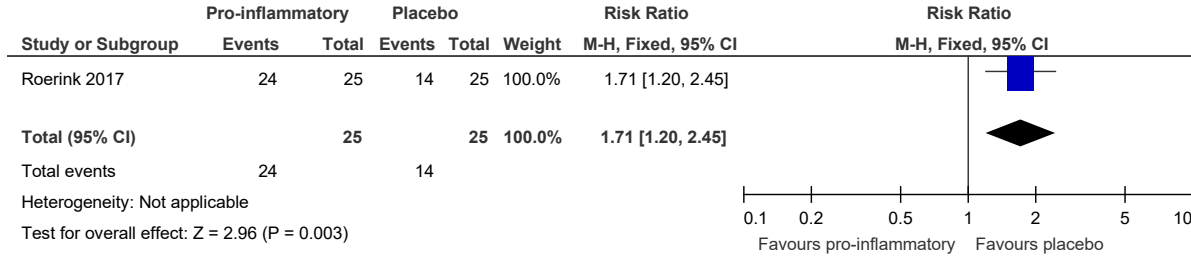 Pro-inflammatory Placebo Risk Ratio Risk Ratio
Study or Subgroup Events Total Events Total Weight M-H, Fixed, 95% CI M-H, Fixed, 95% CI
Roerink 2017 24 25 14 25 100.0% 1.71 [1.20, 2.45]
Total (95% CI) 25 25 100.0% 1.71 [1.20, 2.45]
Total events 24 14
Heterogeneity: Not applicable
Test for overall effect: Z = 2.96 (P = 0.003)
0.1 0.2 0.5 1 2 5 10
Favours pro-inflammatory Favours placebo